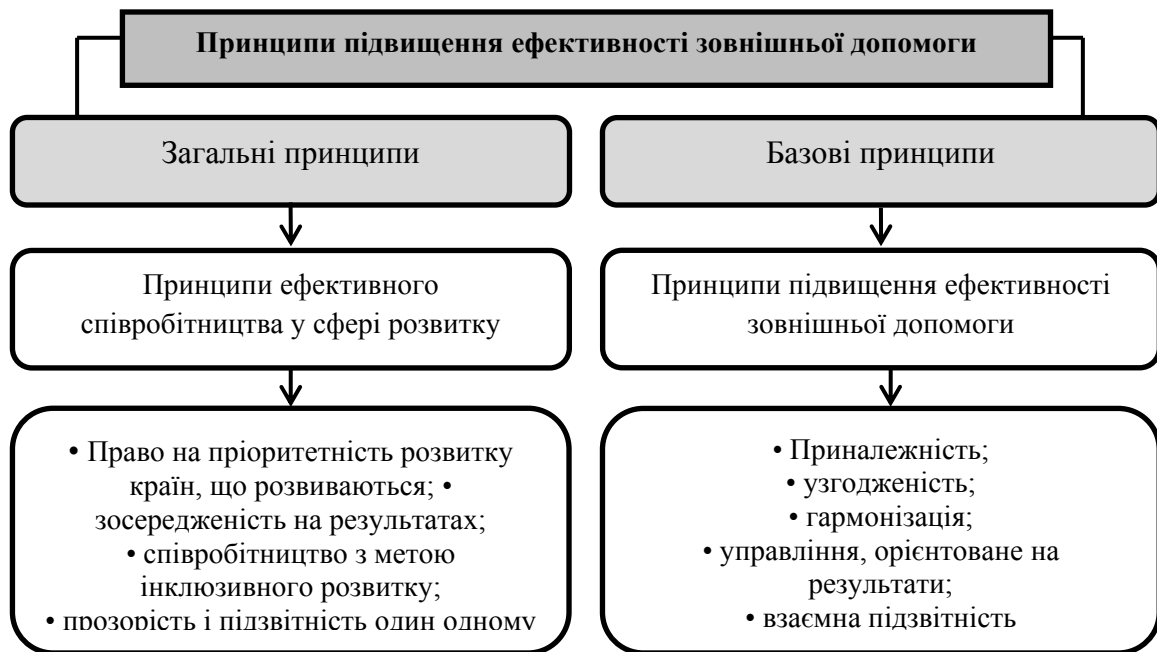 Принципи підвищення ефективності зовнішньої допомоги
Загальні принципи
Базові принципи
Принципи ефективного
співробітництва у сфері розвитку
Принципи підвищення ефективності
зовнішньої допомоги
• Право на пріоритетність розвитку
країн, що розвиваються; •
зосередженість на результатах;
• співробітництво з метою
інклюзивного розвитку;
• прозорість і підзвітність один одному
• Приналежність;
• узгодженість;
• гармонізація;
• управління, орієнтоване на
результати;
• взаємна підзвітність